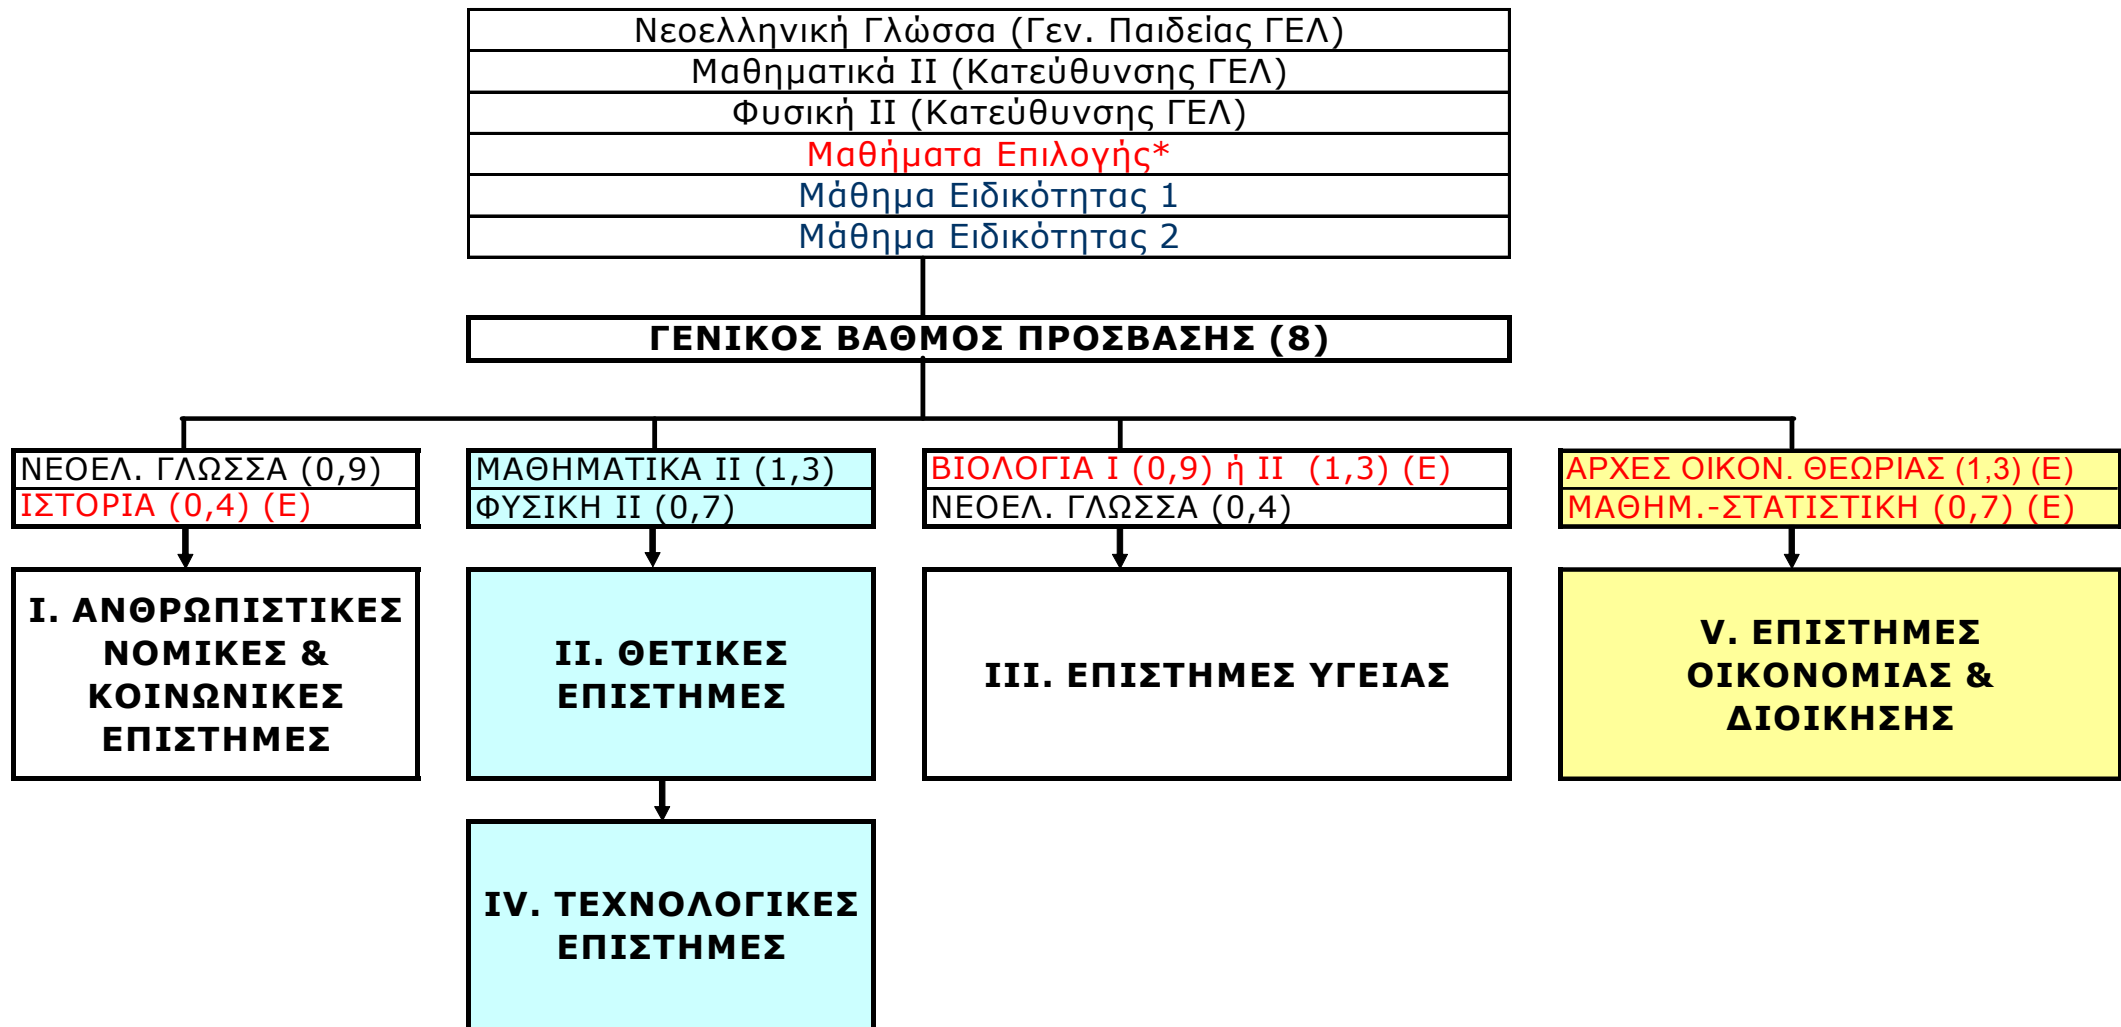 Νεοελληνική Γλώσσα (Γεν. Παιδείας ΓΕΛ)
Μαθηματικά ΙΙ (Κατεύθυνσης ΓΕΛ)
Φυσική ΙΙ (Κατεύθυνσης ΓΕΛ)
Μαθήματα Επιλογής*
Μάθημα Ειδικότητας 1
Μάθημα Ειδικότητας 2
ΓΕΝΙΚΟΣ ΒΑΘΜΟΣ ΠΡΟΣΒΑΣΗΣ (8)
ΝΕΟΕΛ. ΓΛΩΣΣΑ (0,9)
ΙΣΤΟΡΙΑ (0,4) (Ε)
ΜΑΘΗΜΑΤΙΚΑ ΙΙ (1,3)
ΦΥΣΙΚΗ ΙΙ (0,7)
ΒΙΟΛΟΓΙΑ Ι (0,9) ή ΙΙ (1,3) (Ε)
ΝΕΟΕΛ. ΓΛΩΣΣΑ (0,4)
ΑΡΧΕΣ ΟΙΚΟΝ. ΘΕΩΡΙΑΣ (1,3) (Ε)
ΜΑΘΗΜ.-ΣΤΑΤΙΣΤΙΚΗ (0,7) (Ε)
Ι. ΑΝΘΡΩΠΙΣΤΙΚΕΣ
ΝΟΜΙΚΕΣ &
ΚΟΙΝΩΝΙΚΕΣ
ΕΠΙΣΤΗΜΕΣ
ΙΙ. ΘΕΤΙΚΕΣ
ΕΠΙΣΤΗΜΕΣ
ΙΙΙ. ΕΠΙΣΤΗΜΕΣ ΥΓΕΙΑΣ
V. ΕΠΙΣΤΗΜΕΣ
ΟΙΚΟΝΟΜΙΑΣ &
ΔΙΟΙΚΗΣΗΣ
IV. ΤΕΧΝΟΛΟΓΙΚΕΣ
ΕΠΙΣΤΗΜΕΣ